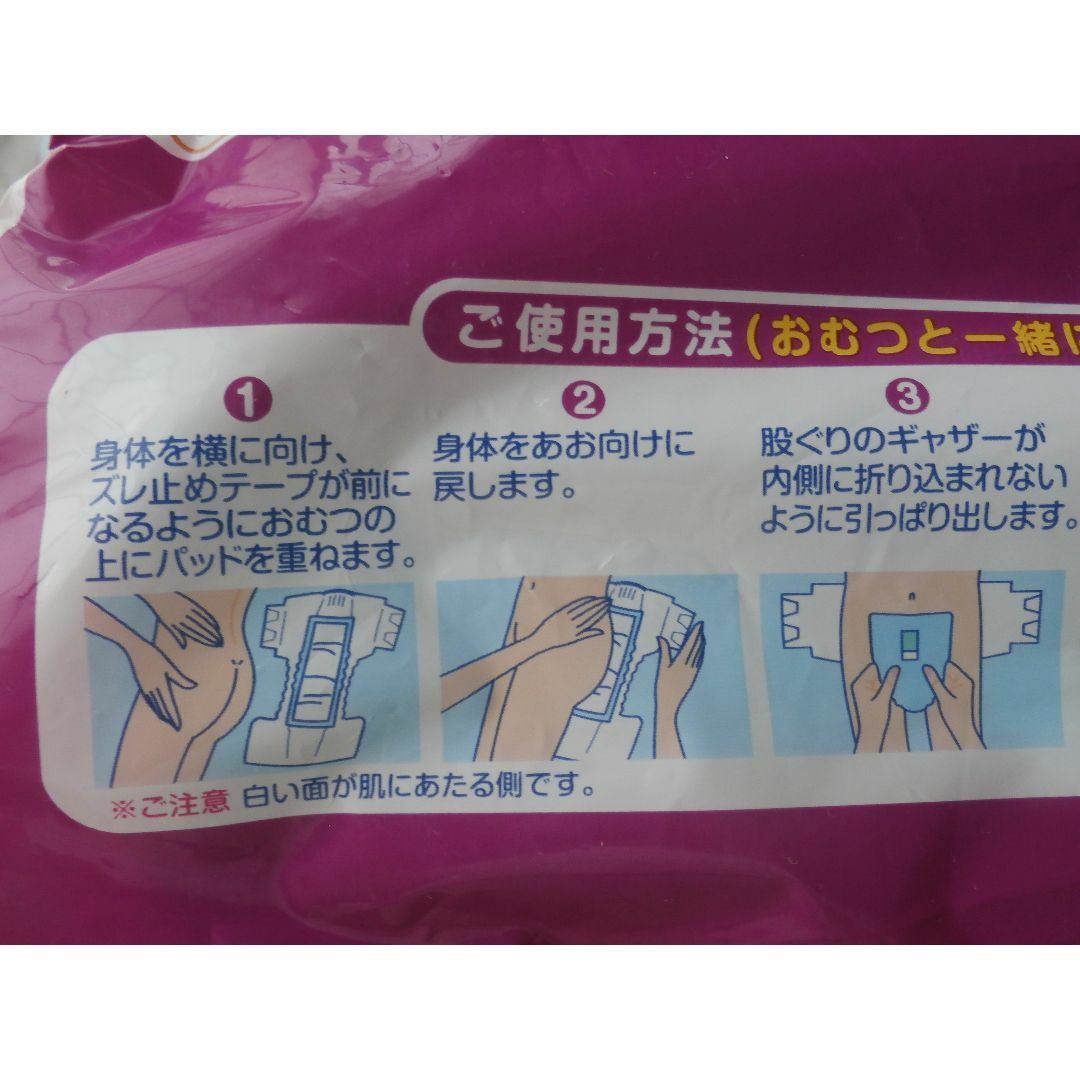 ご使用方法(おむつと一緒に
1
身体を横に向け、
ズレ止めテープが前に
なるようにおむつの
上にパッドを重ねます。
2
身体をあお向けに
戻します。
3
股ぐりのギャザーが
内側に折り込まれない
ように引っぱり出します。
※ご注意 白い面が肌にあたる側です。